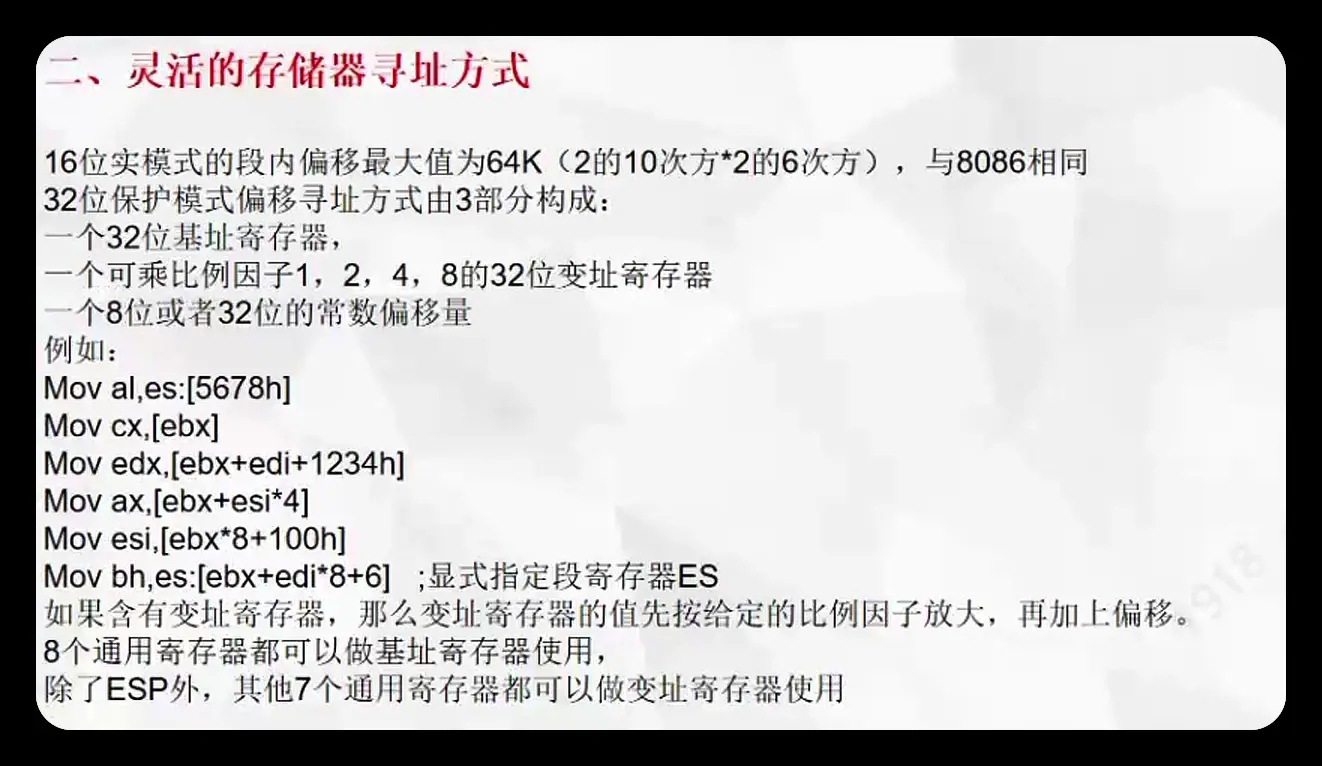 二、灵活的存储器寻址方式
16位实模式的段内偏移最大值为64K（2的10次方*2的6次方），与8086相同
32位保护模式偏移寻址方式由3部分构成：
一个32位基址寄存器，
一个可乘比例因子1，2，4，8的32位变址寄存器
一个8位或者32位的常数偏移量
例如：
Mov al,es:[5678h]
Mov cx,[ebx]
Mov edx,[ebx+edi+1234h]
Mov ax,[ebx+esi*4]
Mov esi,[ebx*8+100h]
Mov bh,es:[ebx+edi*8+6] ;显式指定段寄存器ES
如果含有变址寄存器，那么变址寄存器的值先按给定的比例因子放大，再加上偏移。
8个通用寄存器都可以做基址寄存器使用，
除了ESP外，其他7个通用寄存器都可以做变址寄存器使用